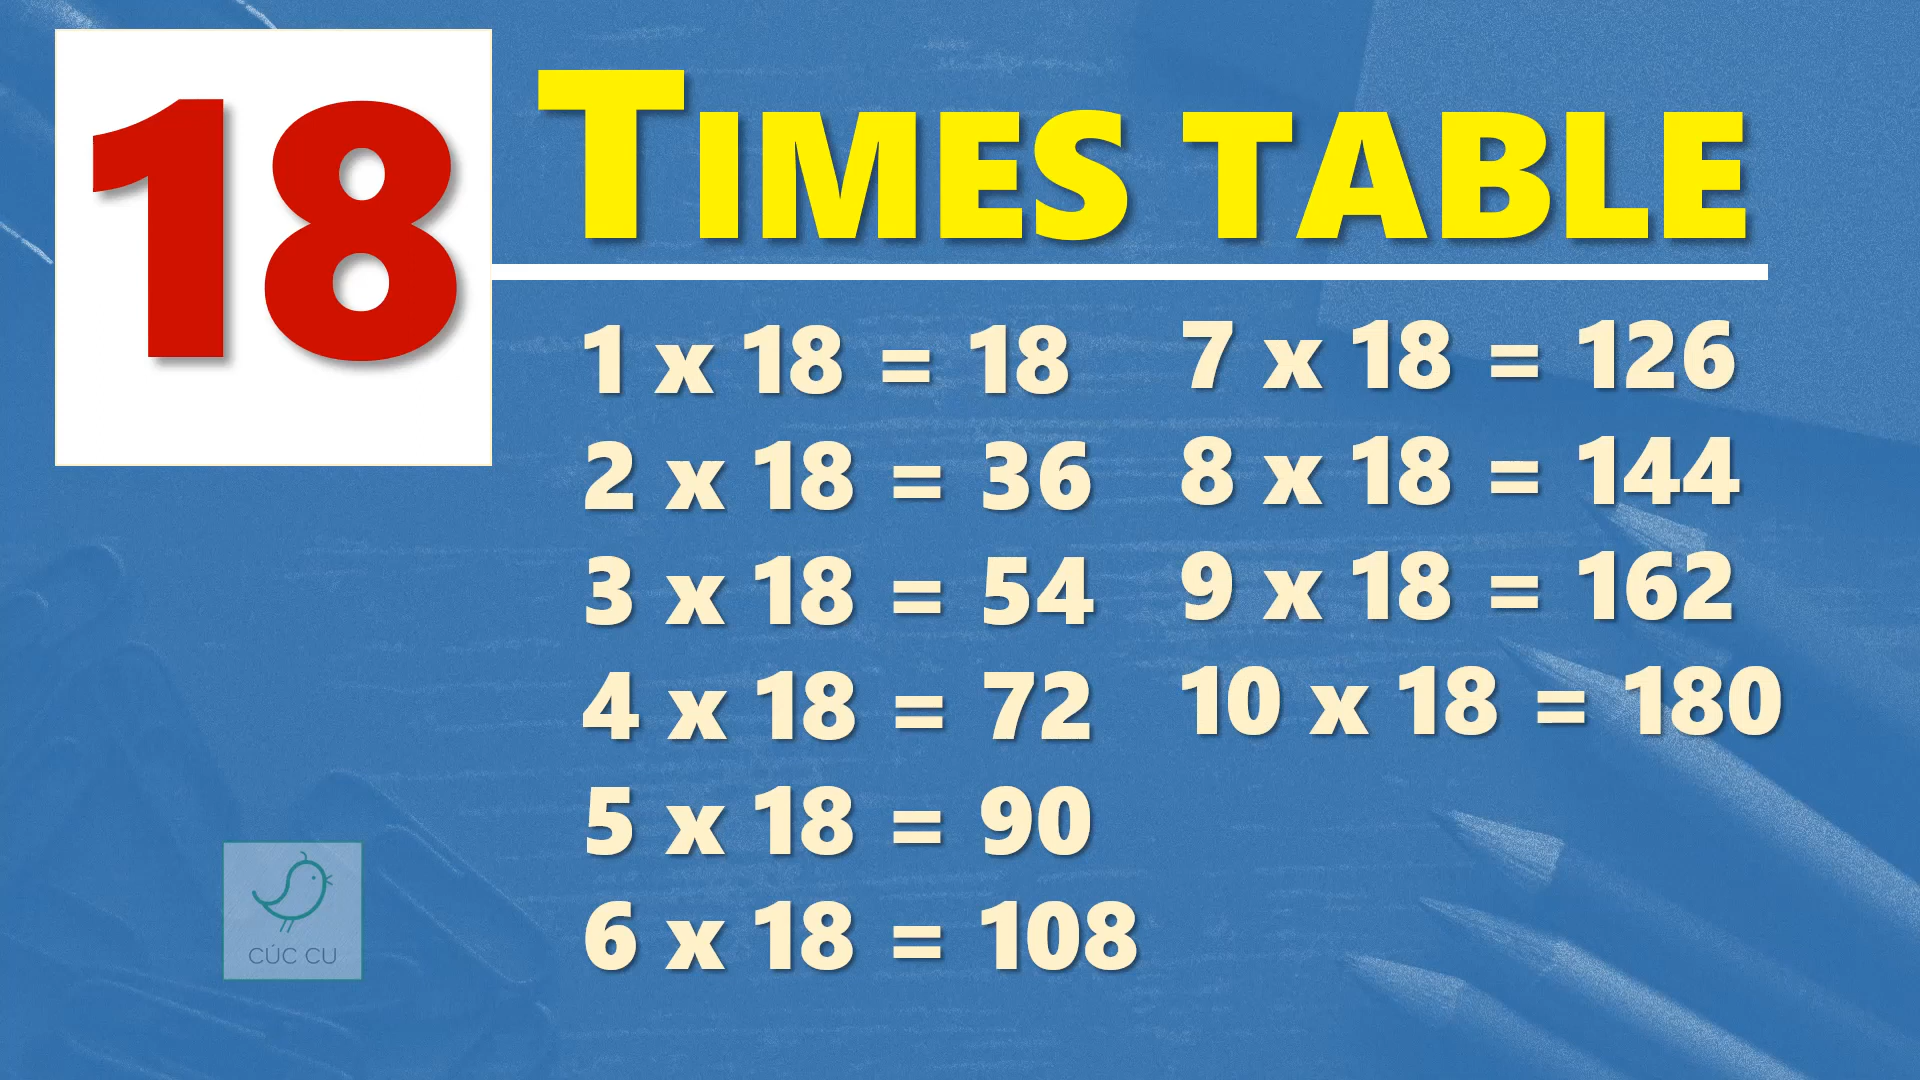 18
TIMES TABLE
1 x 18 = 18
2 x 18 = 36
3 x 18 = 54
4 x 18 = 72
5 x 18 = 90
6 x 18 = 108
7 x 18 = 126
8 x 18 = 144
9 x 18 = 162
10 x 18 = 180
CÚC CU